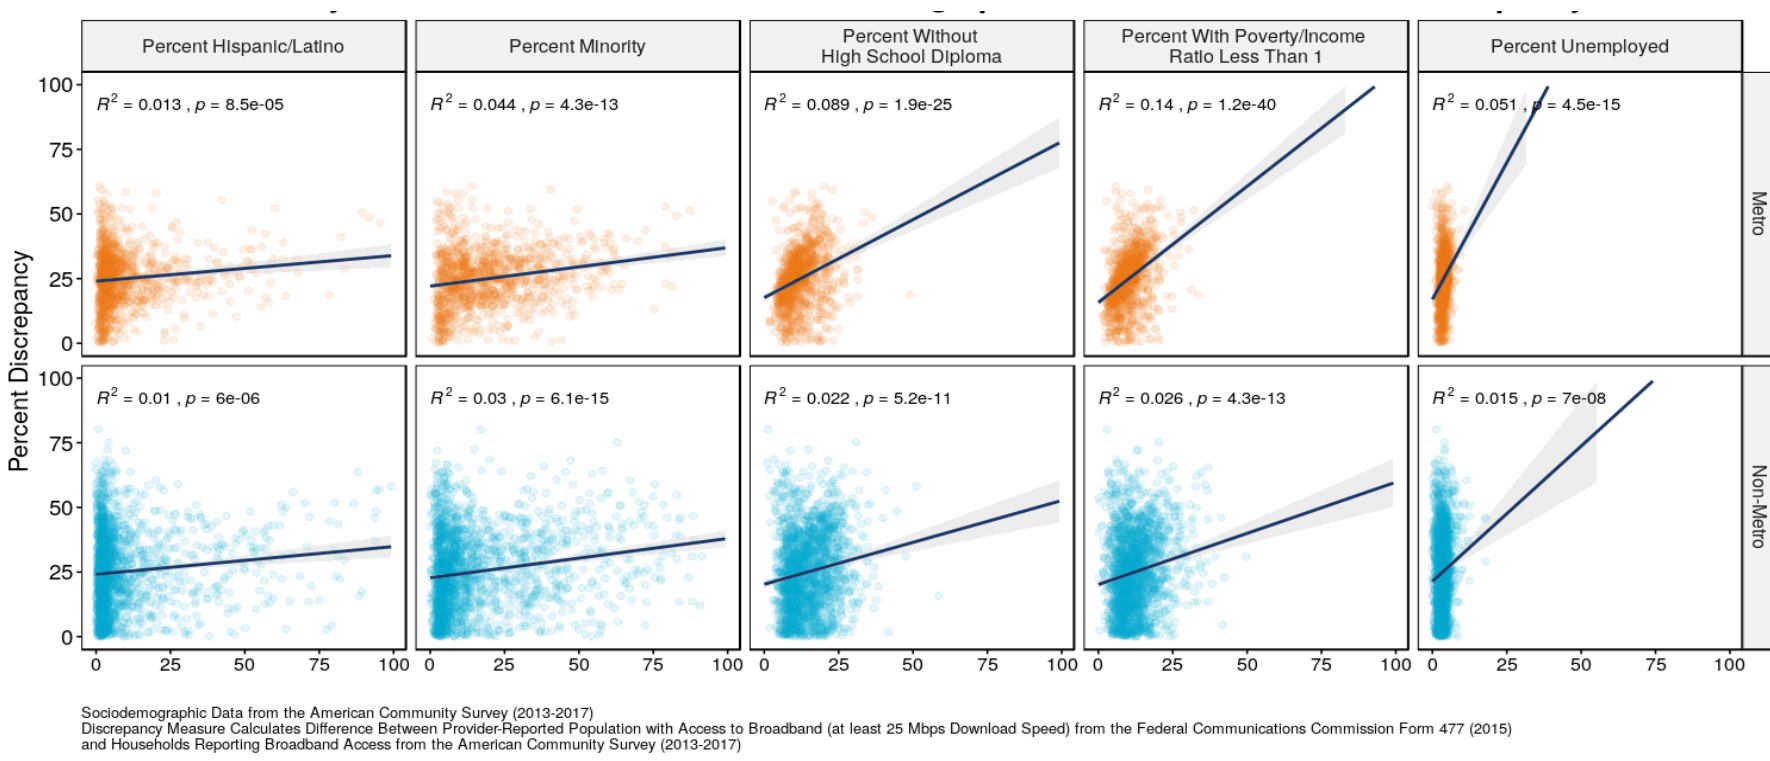 Percent Hispanic/Latino
Percent Minority
Percent Without
High School Diploma
Percent With Poverty/Income
Ratio Less Than 1
Percent Unemployed
Percent Discrepancy
100
75
50
25
0
R² = 0.013 , p = 8.5e-05
R² = 0.044 , p = 4.3e-13
R² = 0.089 , p = 1.9e-25
R² = 0.14 , p = 1.2e-40
R² = 0.051 , p = 4.5e-15
Metro
100
75
50
25
0
R² = 0.01 , p = 6e-06
R² = 0.03 , p = 6.1e-15
R² = 0.022 , p = 5.2e-11
R² = 0.026 , p = 4.3e-13
R² = 0.015 , p = 7e-08
Non-Metro
0 25 50 75 100
0 25 50 75 100
0 25 50 75 100
0 25 50 75 100
0 25 50 75 100
Sociodemographic Data from the American Community Survey (2013-2017)
Discrepancy Measure Calculates Difference Between Provider-Reported Population with Access to Broadband (at least 25 Mbps Download Speed) from the Federal Communications Commission Form 477 (2015)
and Households Reporting Broadband Access from the American Community Survey (2013-2017)